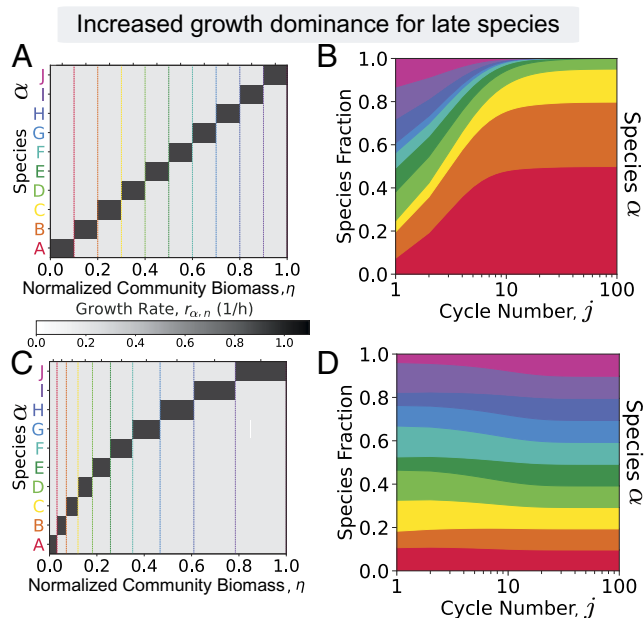 Increased growth dominance for late species
A
Species α
J
I
H
G
F
E
D
C
B
A
0.0 0.2 0.4 0.6 0.8 1.0
Normalized Community Biomass, η
B
Species Fraction
1.0
0.8
0.6
0.4
0.2
0.0
1 10 100
Cycle Number, j
Species α
Growth Rate, r α,n (1/h)
0.0 0.2 0.4 0.6 0.8 1.0
C
Species α
J
I
H
G
F
E
D
C
B
A
0.0 0.2 0.4 0.6 0.8 1.0
Normalized Community Biomass, η
D
Species Fraction
1.0
0.8
0.6
0.4
0.2
0.0
1 10 100
Cycle Number, j
Species α